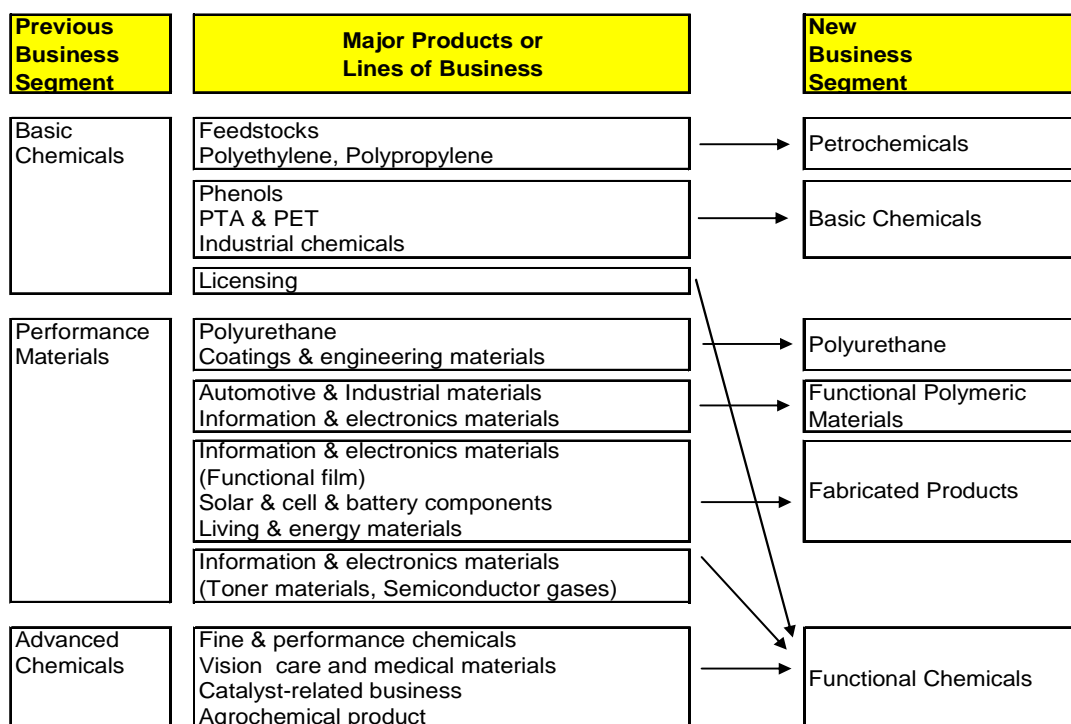 Previous
Business
Segment
Major Products or
Lines of Business
New
Business
Segment
Basic
Chemicals
Feedstocks
Polyethylene, Polypropylene
Petrochemicals
Phenols
PTA & PET
Industrial chemicals
Basic Chemicals
Licensing
Performance
Materials
Polyurethane
Coatings & engineering materials
Polyurethane
Automotive & Industrial materials
Information & electronics materials
Functional Polymeric
Materials
Information & electronics materials
(Functional film)
Solar & cell & battery components
Living & energy materials
Fabricated Products
Information & electronics materials
(Toner materials, Semiconductor gases)
Advanced
Chemicals
Fine & performance chemicals
Vision  care and medical materials
Catalyst-related business
Agrochemical product
Functional Chemicals